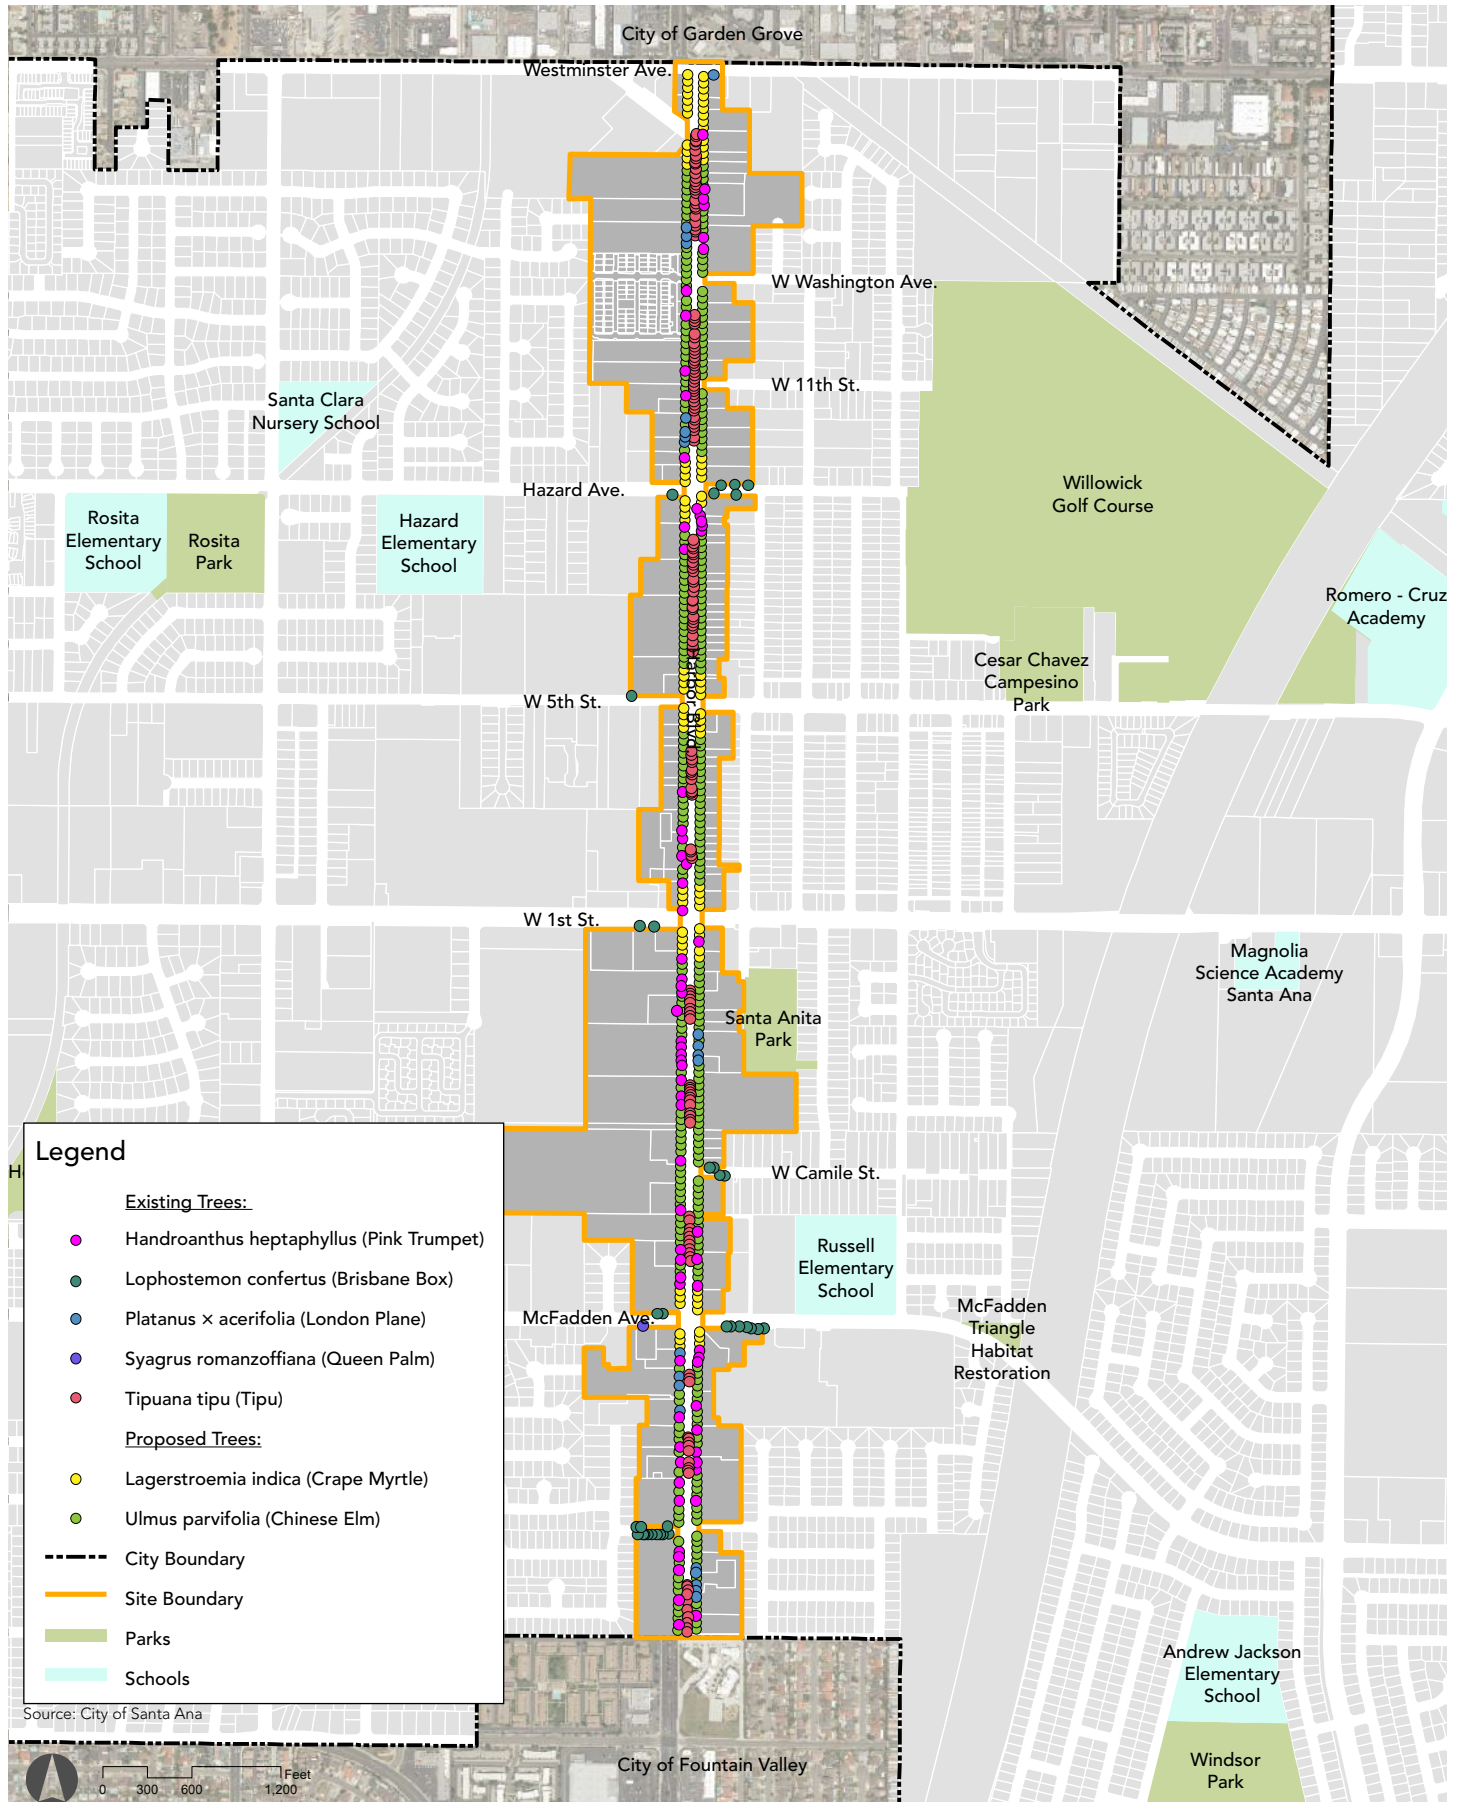 City of Garden Grove
Westminster Ave.
W Washington Ave.
W 11th St.
Santa Clara
Nursery School
Hazard Ave.
Willowick
Golf Course
Rosita
Elementary
School
Rosita
Park
Hazard
Elementary
School
Romero - Cruz
Academy
Cesar Chavez
Campesino
Park
W 5th St.
Harbor Blvd.
W 1st St.
Magnolia
Science Academy
Santa Ana
Santa Anita
Park
W Camile St.
Russell
Elementary
School
McFadden Ave.
McFadden
Triangle
Habitat
Restoration
Legend
Existing Trees:
Handroanthus heptaphyllus (Pink Trumpet)
Lophostemon confertus (Brisbane Box)
Platanus × acerifolia (London Plane)
Syagrus romanzoffiana (Queen Palm)
Tipuana tipu (Tipu)
Proposed Trees:
Lagerstroemia indica (Crape Myrtle)
Ulmus parvifolia (Chinese Elm)
City Boundary
Site Boundary
Parks
Schools
Source: City of Santa Ana
Andrew Jackson
Elementary
School
Windsor
Park
City of Fountain Valley
Feet
0 300 600 1,200